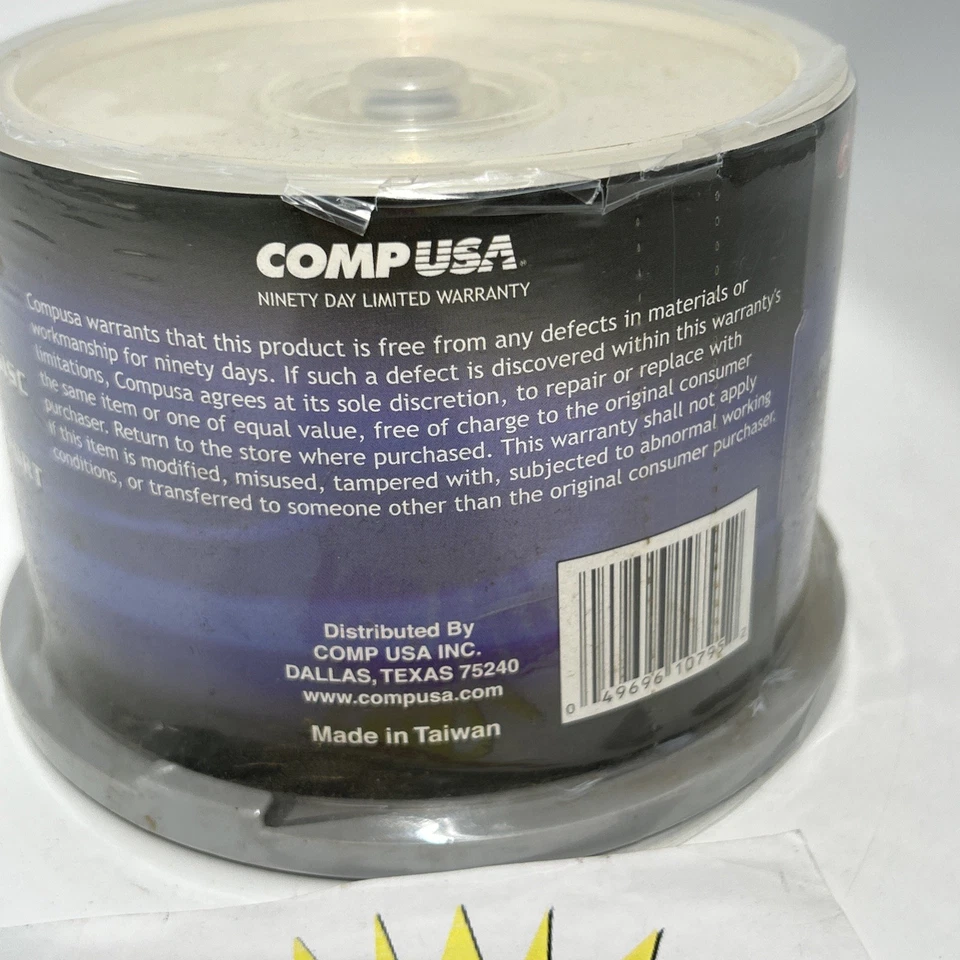 COMPUSA
NINETY DAY LIMITED WARRANTY
Compusa warrants that this product is free from any defects in materials or
workmanship for ninety days. If such a defect is discovered within this warranty's
limitations, Compusa agrees at its sole discretion, to repair or replace with
the same item or one of equal value, free of charge to the original consumer
purchaser. Return to the store where purchased. This warranty shall not apply
if this item is modified, misused, tampered with, subjected to abnormal working
conditions, or transferred to someone other than the original consumer purchaser.
Distributed By
COMP USA INC.
DALLAS, TEXAS 75240
www.compusa.com
Made in Taiwan
0 49696 10795 2